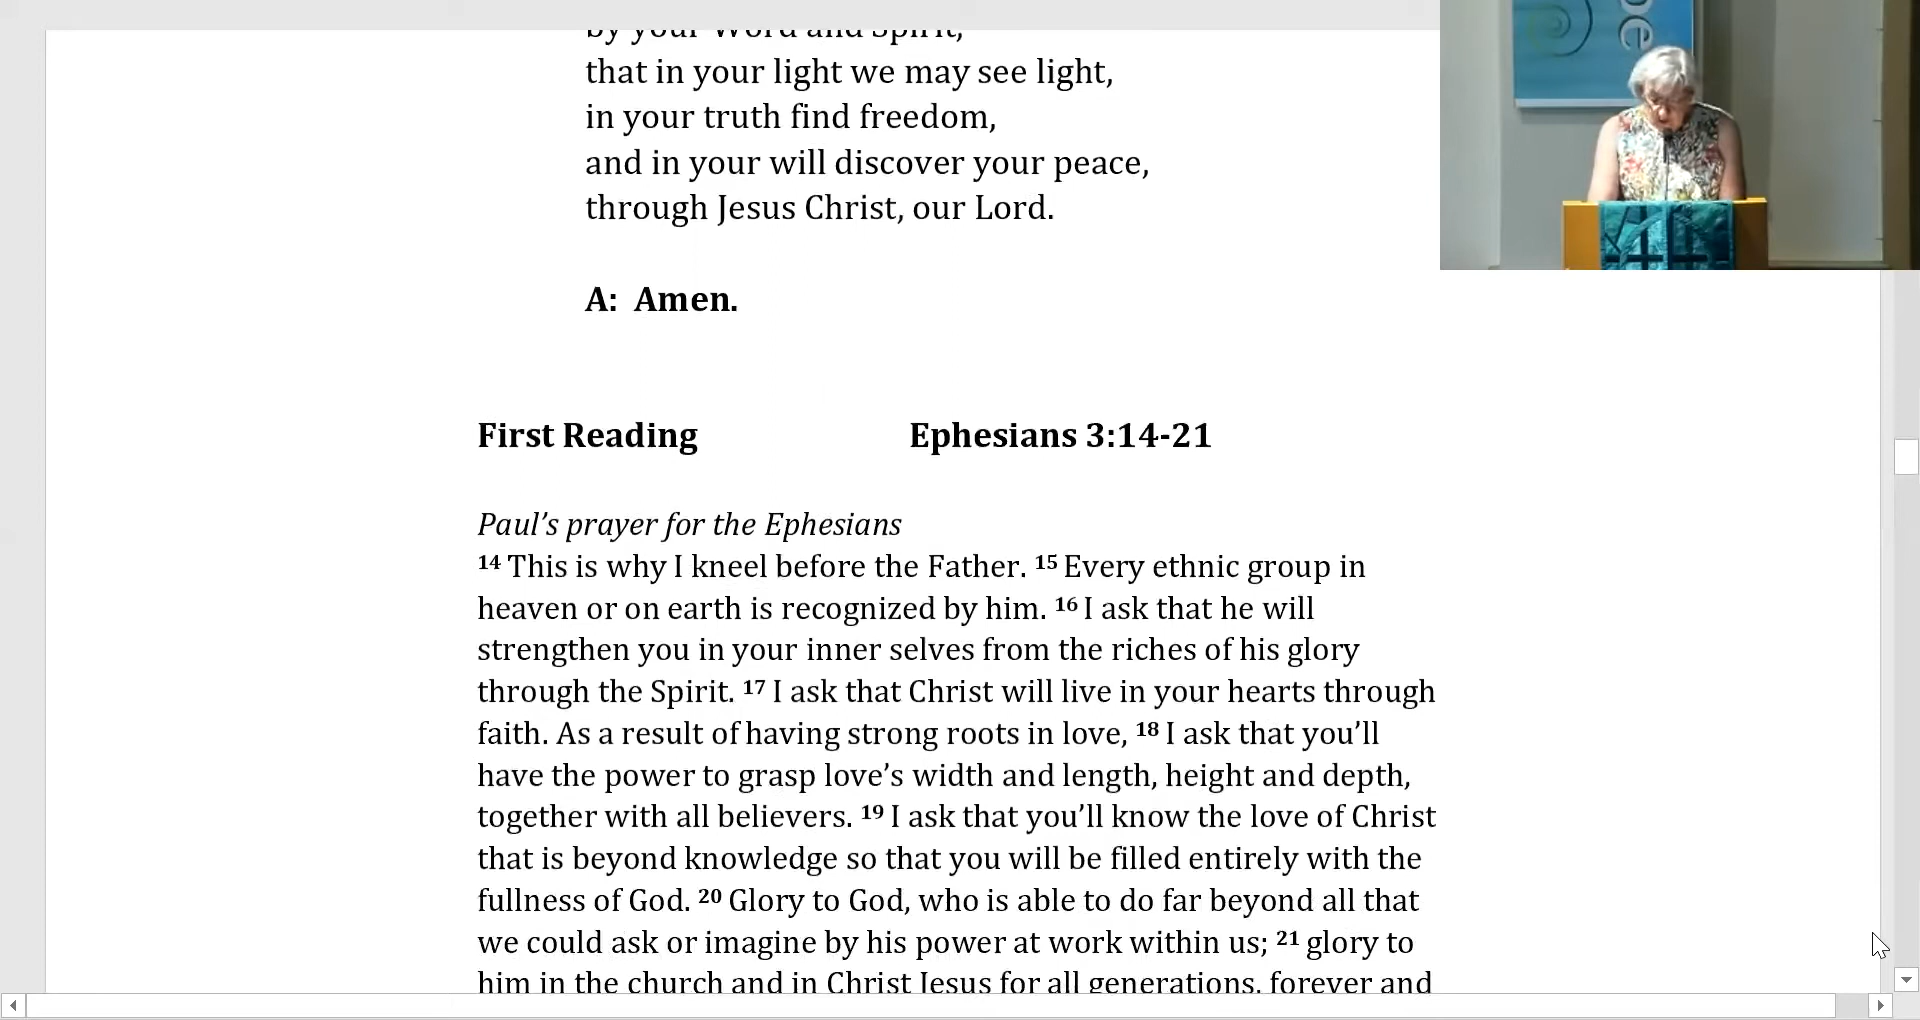 by your Word and Spirit,
that in your light we may see light,
in your truth find freedom,
and in your will discover your peace,
through Jesus Christ, our Lord.
A: Amen.
First Reading Ephesians 3:14-21
Paul’s prayer for the Ephesians
14 This is why I kneel before the Father. 15 Every ethnic group in
heaven or on earth is recognized by him. 16 I ask that he will
strengthen you in your inner selves from the riches of his glory
through the Spirit. 17 I ask that Christ will live in your hearts through
faith. As a result of having strong roots in love, 18 I ask that you’ll
have the power to grasp love’s width and length, height and depth,
together with all believers. 19 I ask that you’ll know the love of Christ
that is beyond knowledge so that you will be filled entirely with the
fullness of God. 20 Glory to God, who is able to do far beyond all that
we could ask or imagine by his power at work within us; 21 glory to
him in the church and in Christ Jesus for all generations, forever and